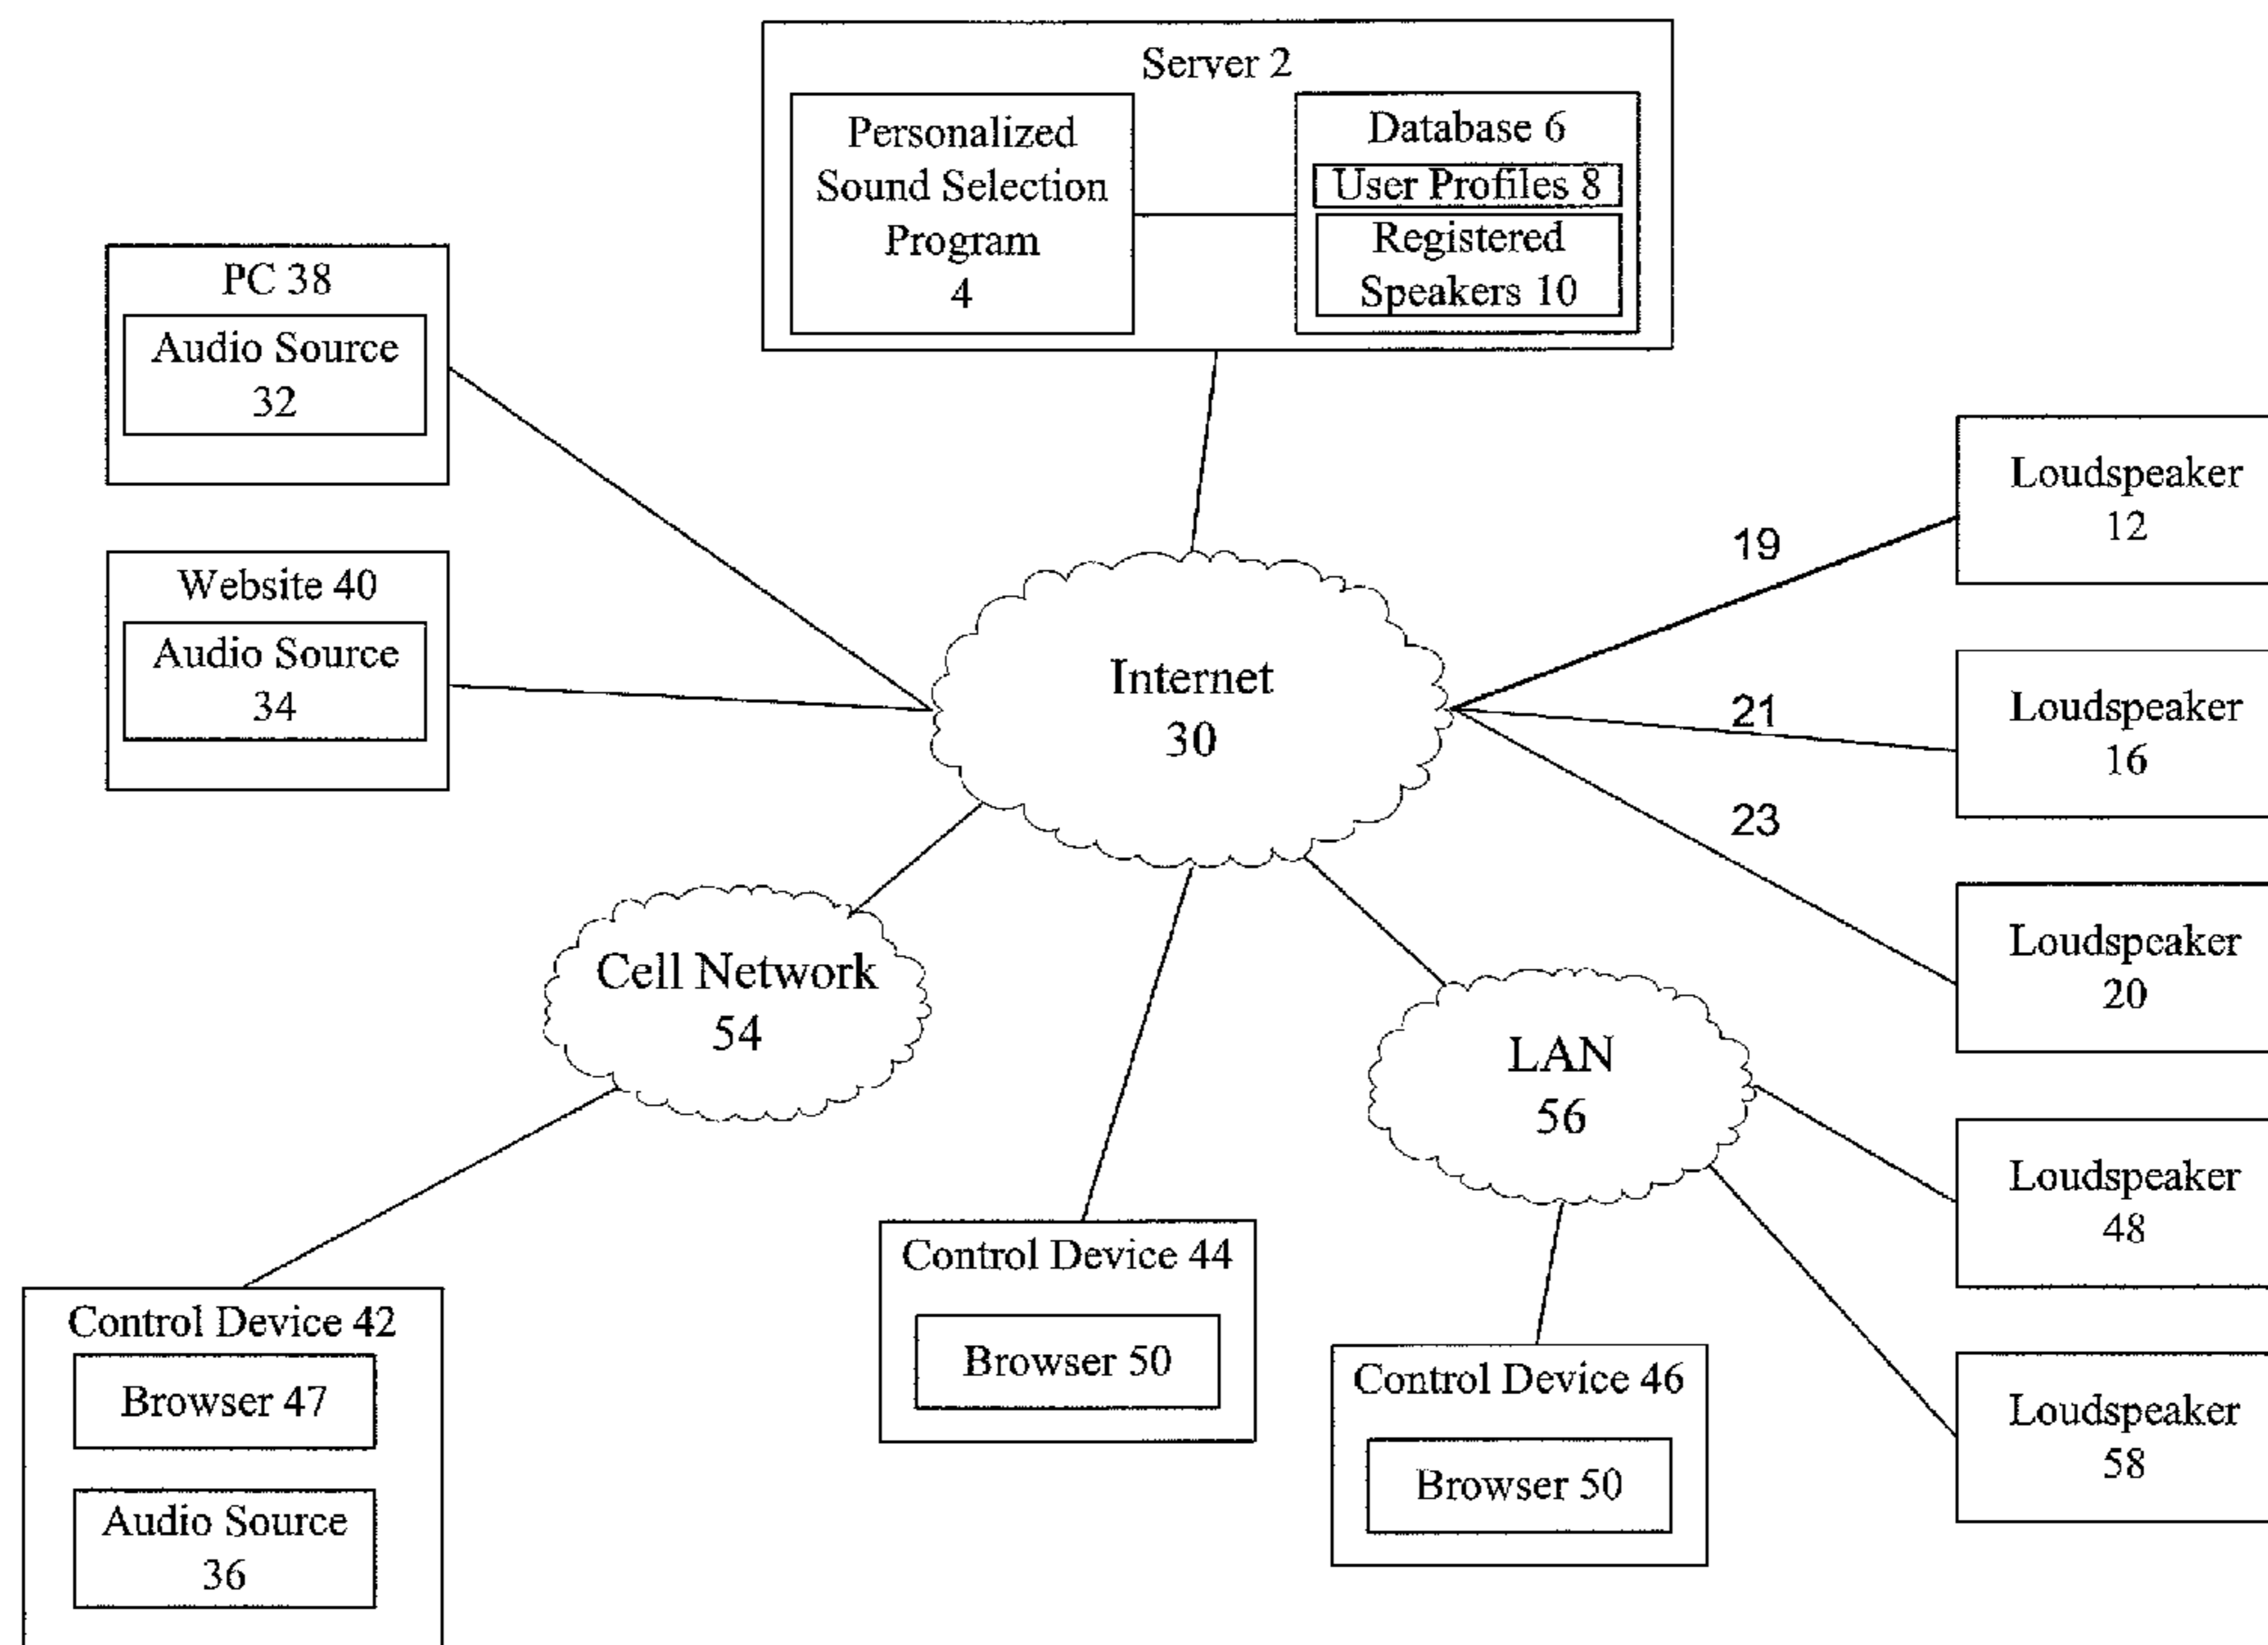 Server 2
Personalized
Sound Selection
Program
4
Database 6
User Profiles 8
Registered
Speakers 10
PC 38
Audio Source
32
Website 40
Audio Source
34
Internet
30
19
21
23
Loudspeaker
12
Loudspeaker
16
Loudspeaker
20
Cell Network
54
LAN
56
Loudspeaker
48
Loudspeaker
58
Control Device 42
Browser 47
Audio Source
36
Control Device 44
Browser 50
Control Device 46
Browser 50